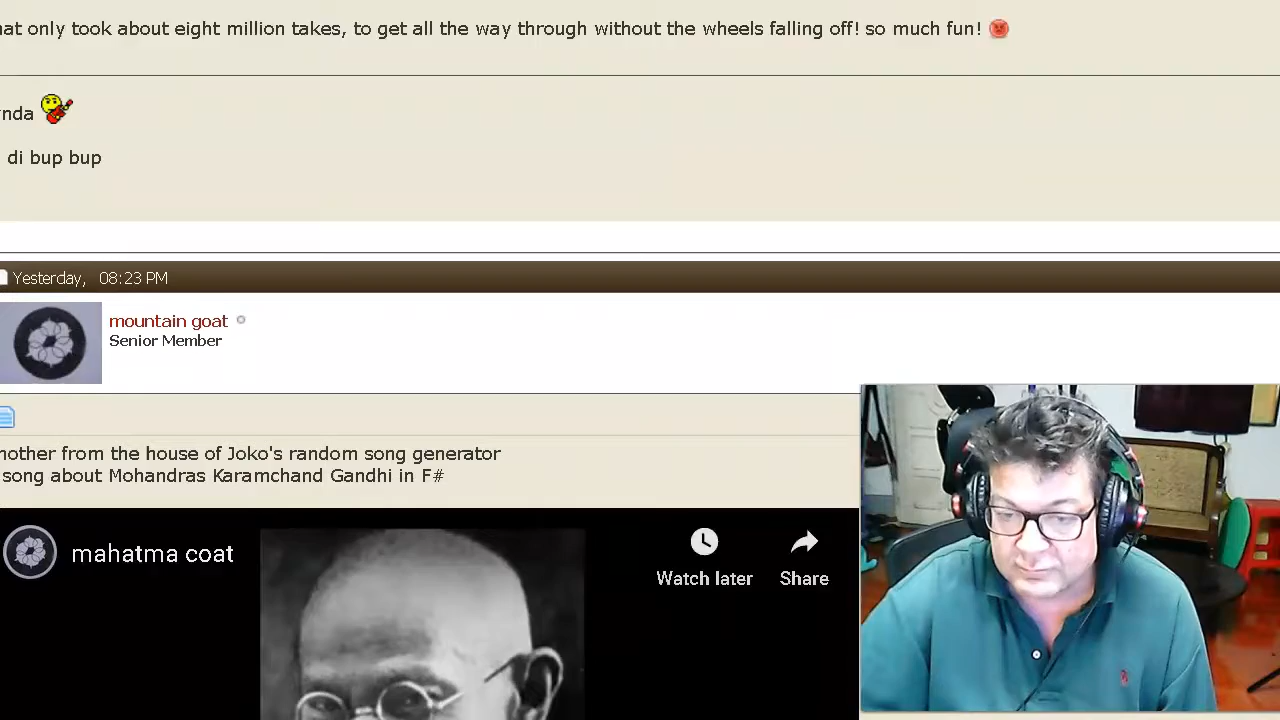 at only took about eight million takes, to get all the way through without the wheels falling off! so much fun!
nda
di bup bup
Yesterday, 08:23 PM
mountain goat
Senior Member
nother from the house of Joko's random song generator
song about Mohandras Karamchand Gandhi in F#
mahatma coat
Watch later
Share